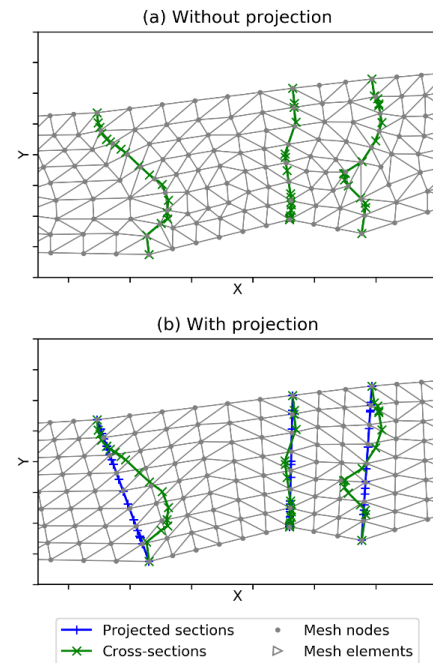 (a) Without projection
Y
X
(b) With projection
Y
X
Projected sections
Mesh nodes
Cross-sections
Mesh elements